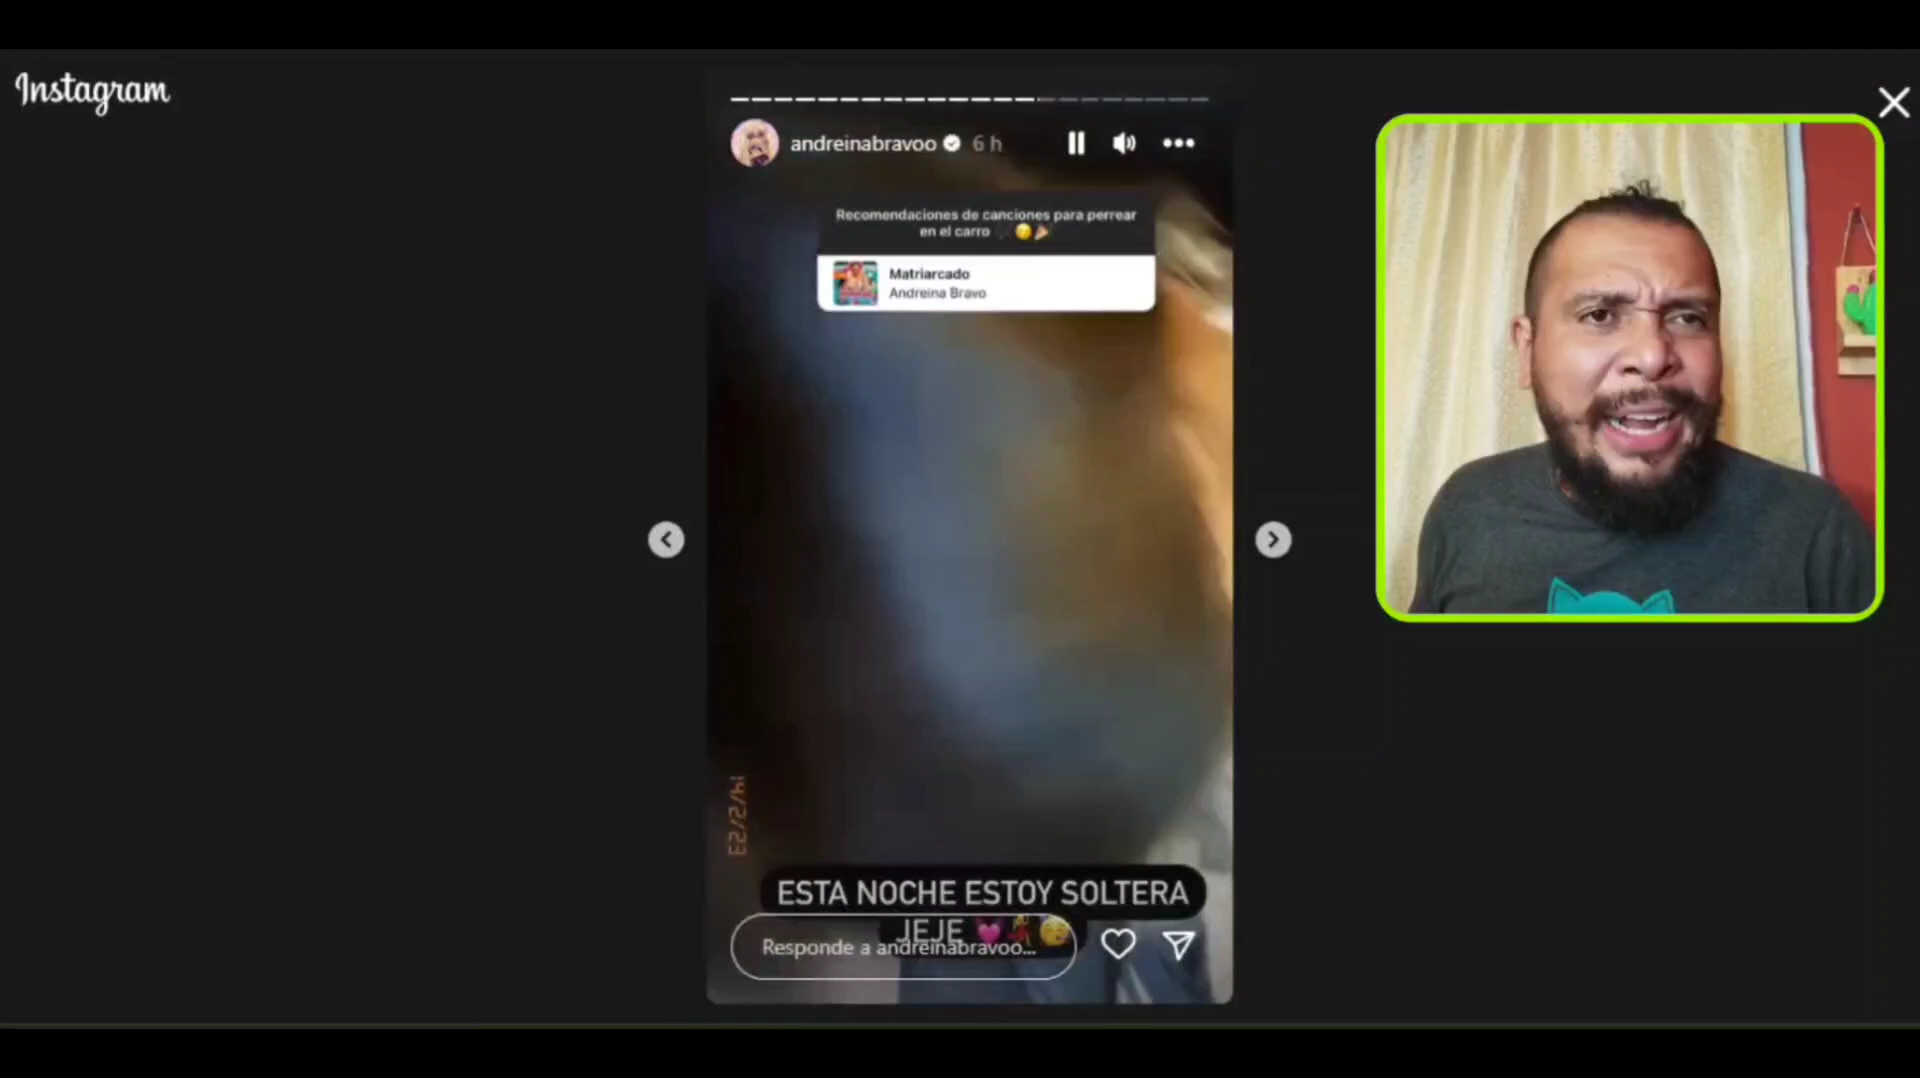 Instagram
andreinabravoo 6 h
Recomendaciones de canciones para perrear
en el carro
Matriarcado
Andreina Bravo
14/2/23
ESTA NOCHE ESTOY SOLTERA
JEJE
Responde a andreinabravoo...